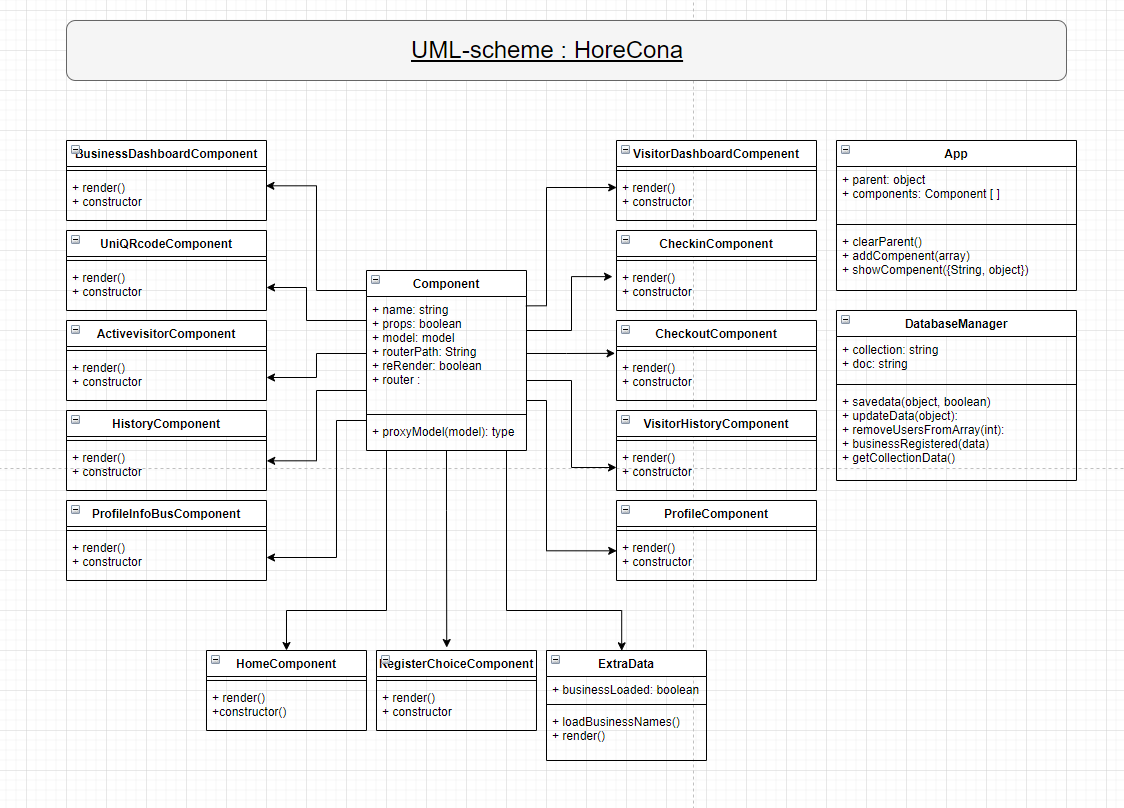 UML-scheme : HoreCona
BusinessDashboardComponent
+ render()
+ constructor
UniQRcodeComponent
+ render()
+ constructor
ActivevisitorComponent
+ render()
+ constructor
HistoryComponent
+ render()
+ constructor
ProfileInfoBusComponent
+ render()
+ constructor
Component
+ name: string
+ props: boolean
+ model: model
+ routerPath: String
+ reRender: boolean
+ router :
+ proxyModel(model): type
VisitorDashboardCompenent
+ render()
+ constructor
CheckinComponent
+ render()
+ constructor
CheckoutComponent
+ render()
+ constructor
VisitorHistoryComponent
+ render()
+ constructor
ProfileComponent
+ render()
+ constructor
App
+ parent: object
+ components: Component [ ]
+ clearParent()
+ addCompenent(array)
+ showCompenent({String, object})
DatabaseManager
+ collection: string
+ doc: string
+ savedata(object, boolean)
+ updateData(object):
+ removeUsersFromArray(int):
+ businessRegistered(data)
+ getCollectionData()
HomeComponent
+ render()
+constructor()
RegisterChoiceComponent
+ render()
+ constructor
ExtraData
+ businessLoaded: boolean
+ loadBusinessNames()
+ render()